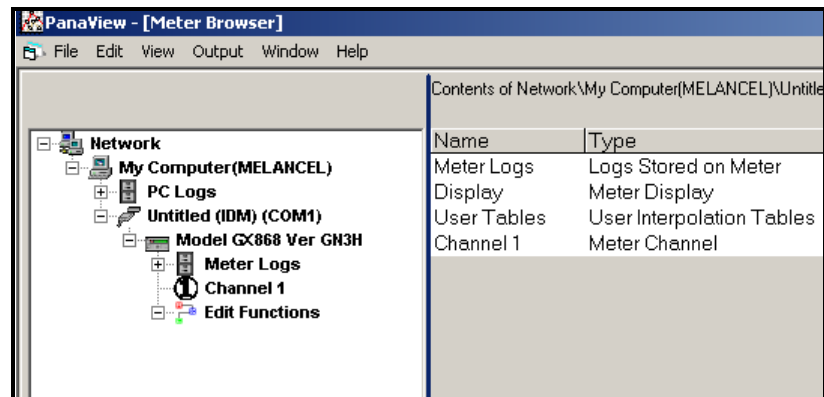 PanaView - [Meter Browser]
File Edit View Output Window Help
Contents of Network\My Computer(MELANCEL)\Untitle
Network
My Computer(MELANCEL)
PC Logs
Untitled (IDM) (COM1)
Model GX868 Ver GN3H
Meter Logs
1 Channel 1
Edit Functions
Name Type
Meter Logs Logs Stored on Meter
Display Meter Display
User Tables User Interpolation Tables
Channel 1 Meter Channel